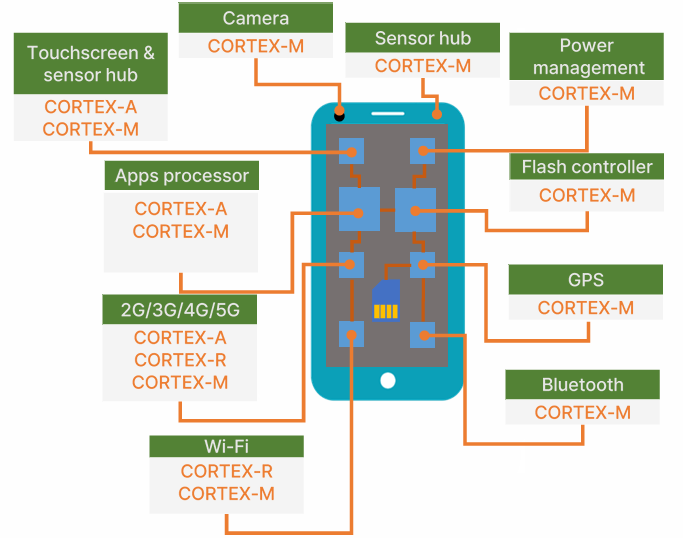 Camera
CORTEX-M
Sensor hub
CORTEX-M
Touchscreen &
sensor hub
CORTEX-A
CORTEX-M
Power
management
CORTEX-M
Apps processor
CORTEX-A
CORTEX-M
Flash controller
CORTEX-M
2G/3G/4G/5G
CORTEX-A
CORTEX-R
CORTEX-M
GPS
CORTEX-M
Bluetooth
CORTEX-M
Wi-Fi
CORTEX-R
CORTEX-M